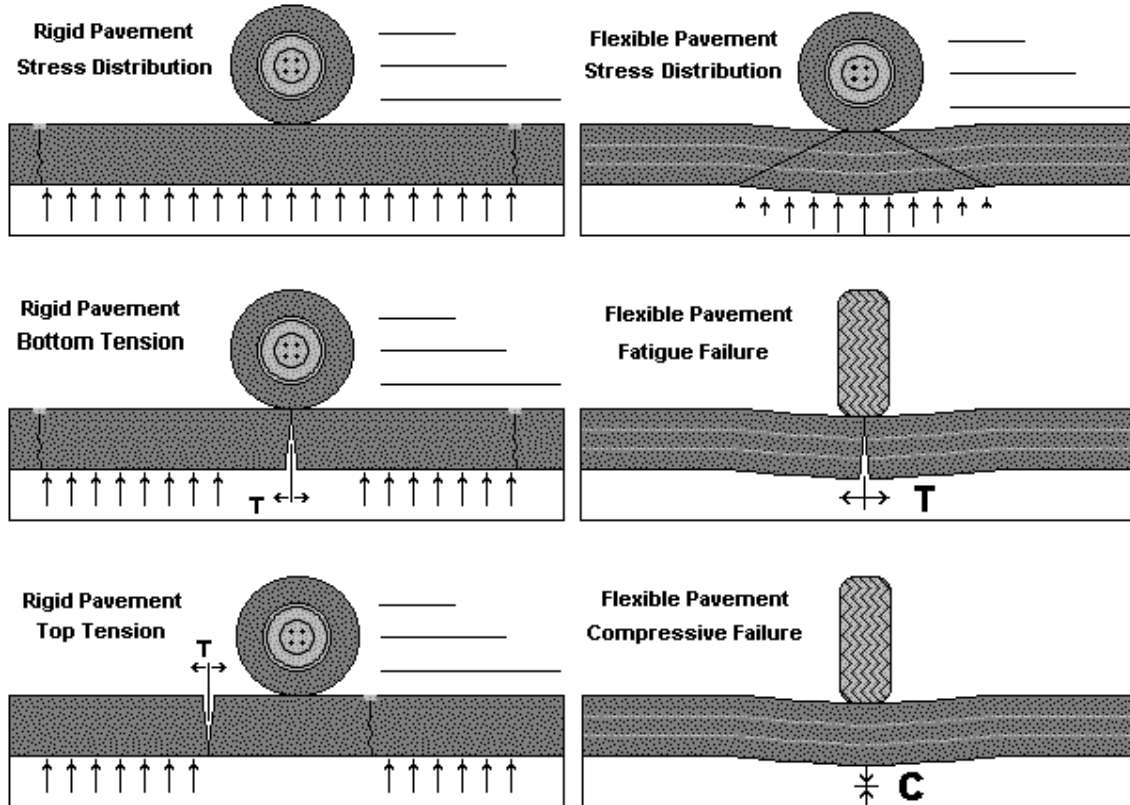 Rigid Pavement
Stress Distribution
Flexible Pavement
Stress Distribution
Rigid Pavement
Bottom Tension
T
Flexible Pavement
Fatigue Failure
T
Rigid Pavement
Top Tension
T
Flexible Pavement
Compressive Failure
C